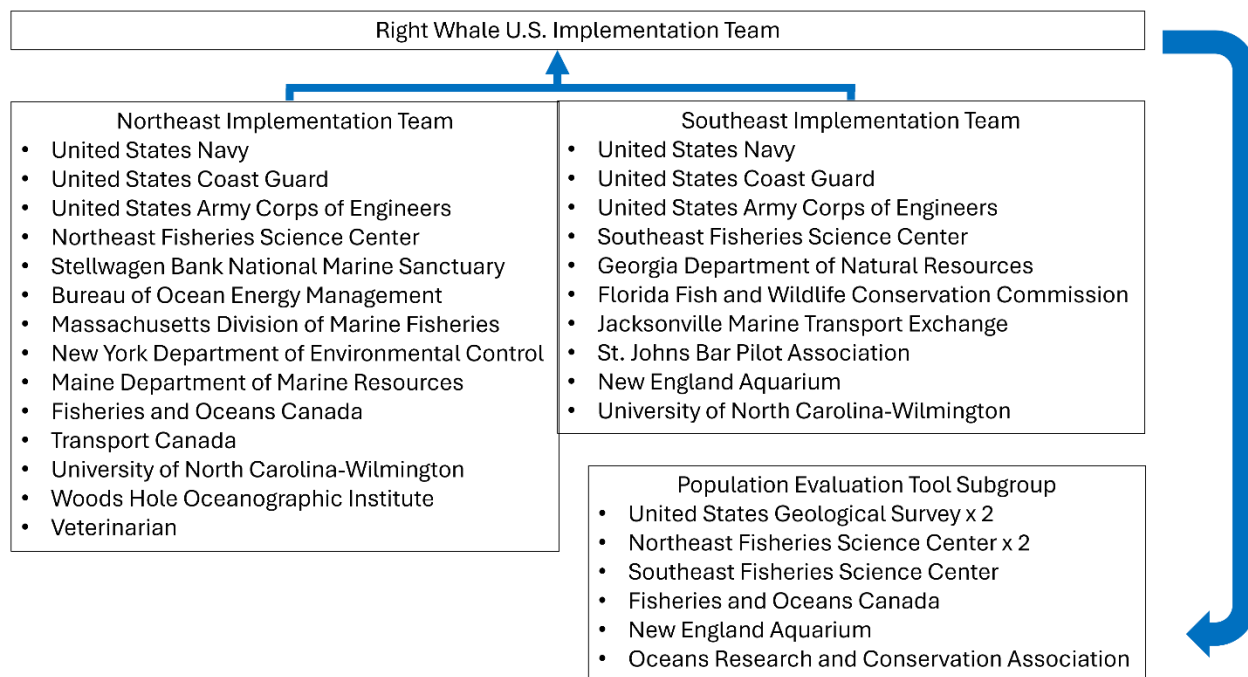 Right Whale U.S. Implementation Team
Northeast Implementation Team
• United States Navy
• United States Coast Guard
• United States Army Corps of Engineers
• Northeast Fisheries Science Center
• Stellwagen Bank National Marine Sanctuary
• Bureau of Ocean Energy Management
• Massachusetts Division of Marine Fisheries
• New York Department of Environmental Control
• Maine Department of Marine Resources
• Fisheries and Oceans Canada
• Transport Canada
• University of North Carolina-Wilmington
• Woods Hole Oceanographic Institute
• Veterinarian
Southeast Implementation Team
• United States Navy
• United States Coast Guard
• United States Army Corps of Engineers
• Southeast Fisheries Science Center
• Georgia Department of Natural Resources
• Florida Fish and Wildlife Conservation Commission
• Jacksonville Marine Transport Exchange
• St. Johns Bar Pilot Association
• New England Aquarium
• University of North Carolina-Wilmington
Population Evaluation Tool Subgroup
• United States Geological Survey x 2
• Northeast Fisheries Science Center x 2
• Southeast Fisheries Science Center
• Fisheries and Oceans Canada
• New England Aquarium
• Oceans Research and Conservation Association